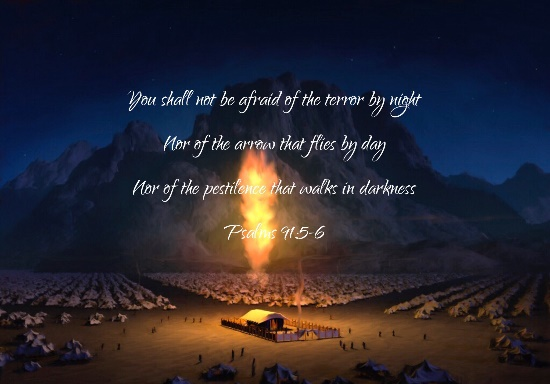 You shall not be afraid of the terror by night
Nor of the arrow that flies by day
Nor of the pestilence that walks in darkness
Psalms 91:5-6